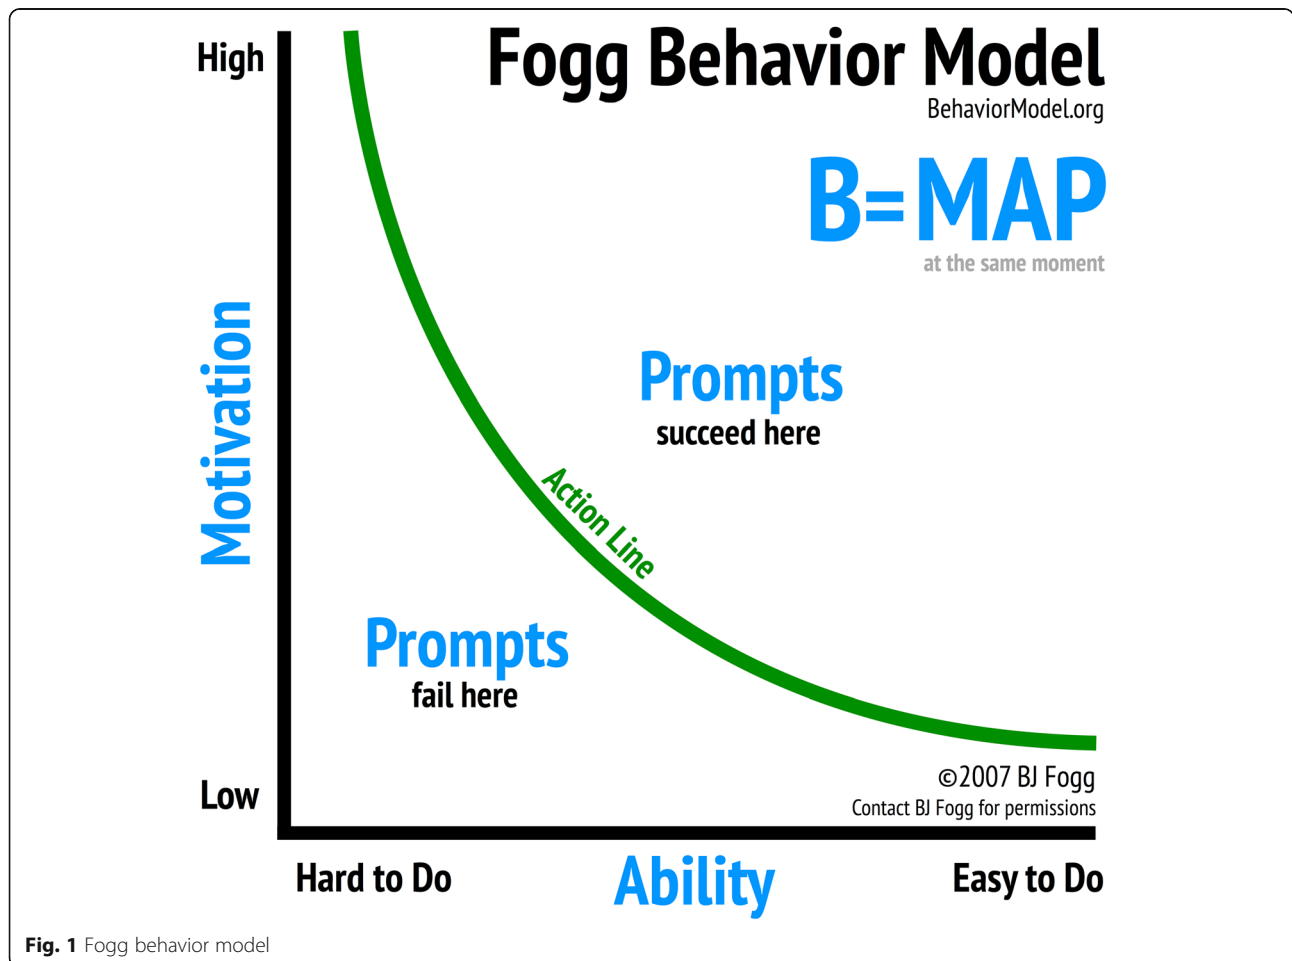 High
Fogg Behavior Model
BehaviorModel.org
B=MAP
at the same moment
Motivation
Prompts
succeed here
Action Line
Prompts
fail here
Low
©2007 BJ Fogg
Contact BJ Fogg for permissions
Hard to Do
Ability
Easy to Do
Fig. 1 Fogg behavior model